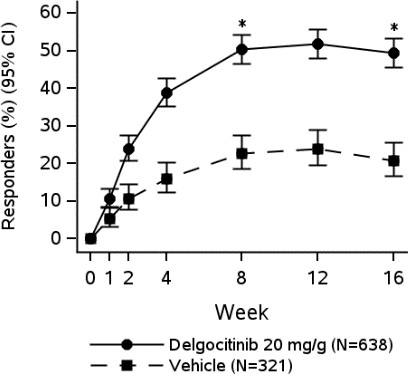 Responders (%) (95% CI)
60
50
40
30
20
10
0
* *
0 1 2 4 8 12 16
Week
Delgocitinib 20 mg/g (N=638)
Vehicle (N=321)